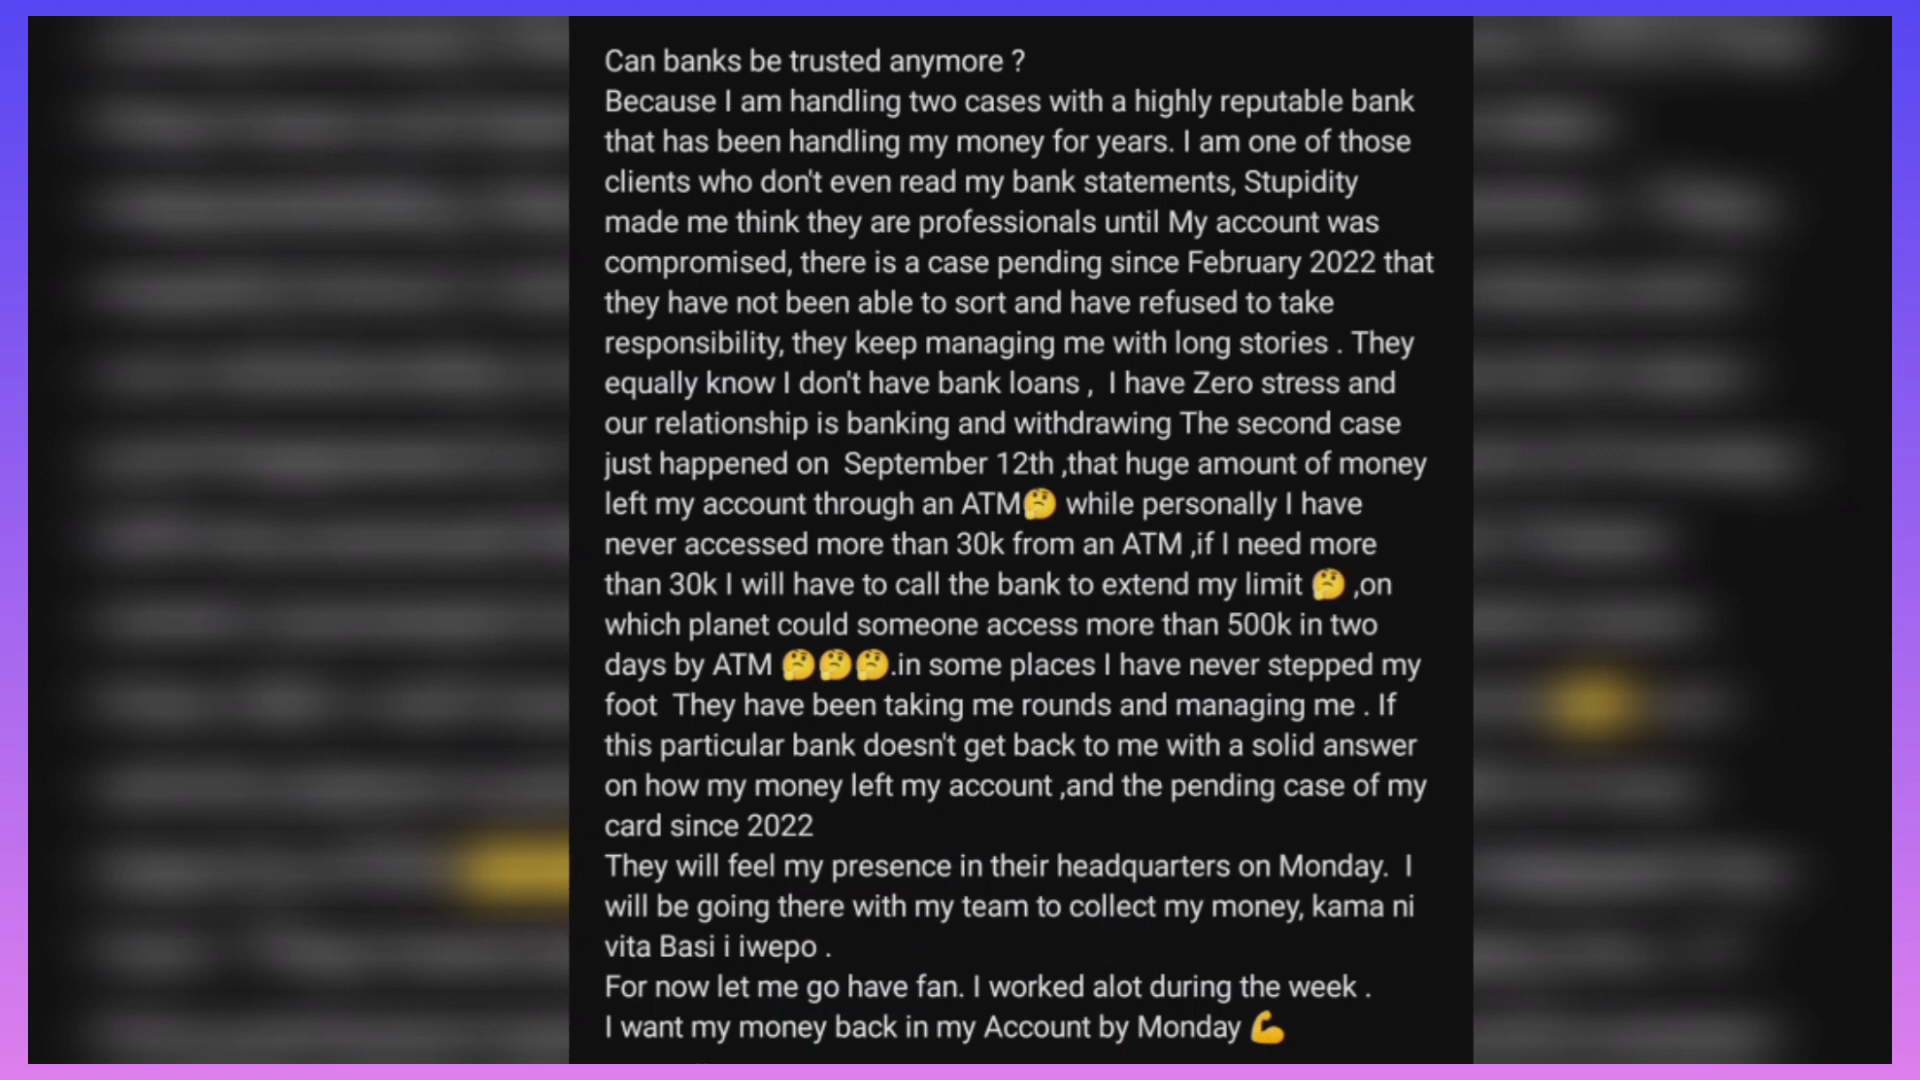 Can banks be trusted anymore ?
Because I am handling two cases with a highly reputable bank
that has been handling my money for years. I am one of those
clients who don't even read my bank statements, Stupidity
made me think they are professionals until My account was
compromised, there is a case pending since February 2022 that
they have not been able to sort and have refused to take
responsibility, they keep managing me with long stories . They
equally know I don't have bank loans ,  I have Zero stress and
our relationship is banking and withdrawing The second case
just happened on  September 12th ,that huge amount of money
left my account through an ATM🤔 while personally I have
never accessed more than 30k from an ATM ,if I need more
than 30k I will have to call the bank to extend my limit 🤔 ,on
which planet could someone access more than 500k in two
days by ATM 🤔🤔🤔.in some places I have never stepped my
foot  They have been taking me rounds and managing me . If
this particular bank doesn't get back to me with a solid answer
on how my money left my account ,and the pending case of my
card since 2022
They will feel my presence in their headquarters on Monday.  I
will be going there with my team to collect my money, kama ni
vita Basi i iwepo .
For now let me go have fan. I worked alot during the week .
I want my money back in my Account by Monday 💪